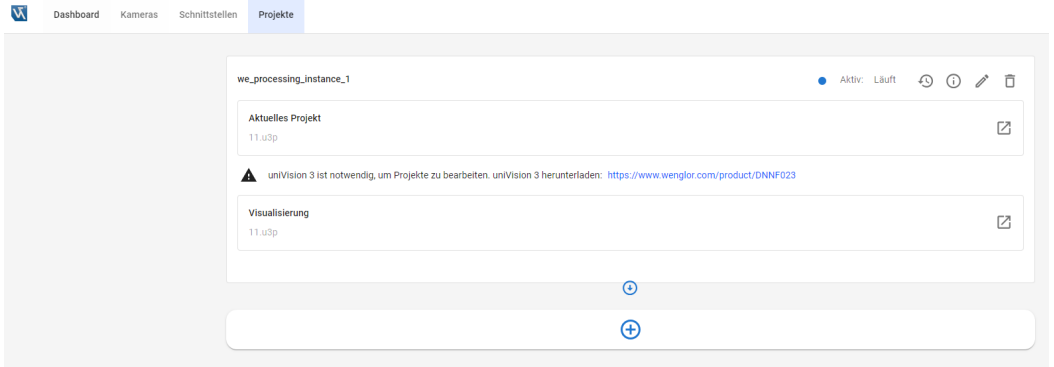 Dashboard Kameras Schnittstellen Projekte
we_processing_instance_1 Aktiv: Läuft
Aktuelles Projekt
11.u3p
uniVision 3 ist notwendig, um Projekte zu bearbeiten. uniVision 3 herunterladen: https://www.wenglor.com/product/DNNF023
Visualisierung
11.u3p